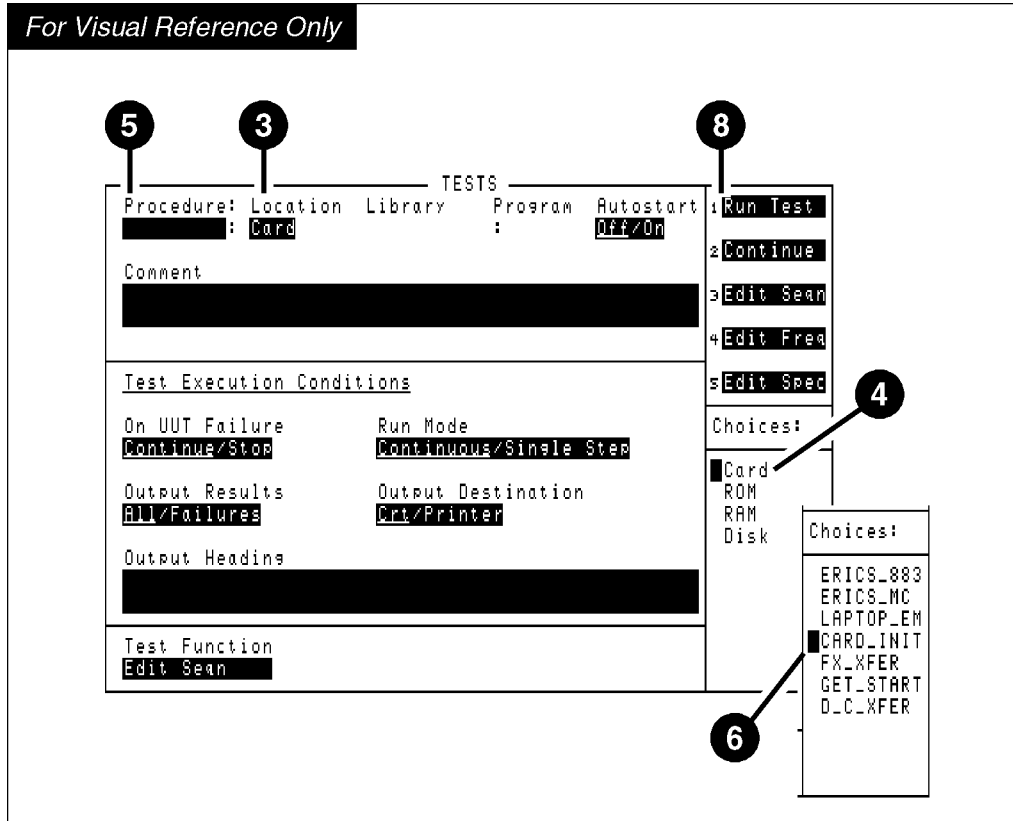 For Visual Reference Only
5 3 8
TESTS
Procedure: Location Library Program Autostart
: Card : Off/On
Comment
Test Execution Conditions
On UUT Failure Run Mode
Continue/Stop Continuous/Single Step
Output Results Output Destination
All/Failures Crt/Printer
Output Heading
Test Function
Edit Seqn
1 Run Test
2 Continue
3 Edit Seqn
4 Edit Freq
5 Edit Spec
4
Choices:
Card
ROM
RAM
Disk
Choices:
ERICS_883
ERICS_MC
LAPTOP_EM
CARD_INIT
FX_XFER
GET_START
D_C_XFER
6